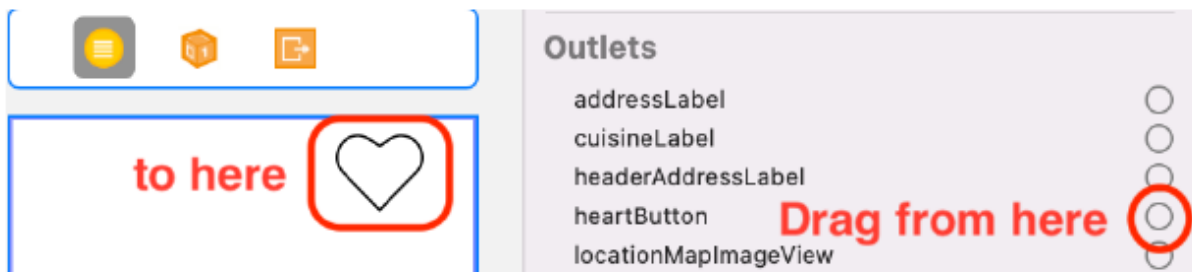 Outlets
addressLabel
cuisineLabel
to here
headerAddressLabel
heartButton
Drag from here
locationMapImageView